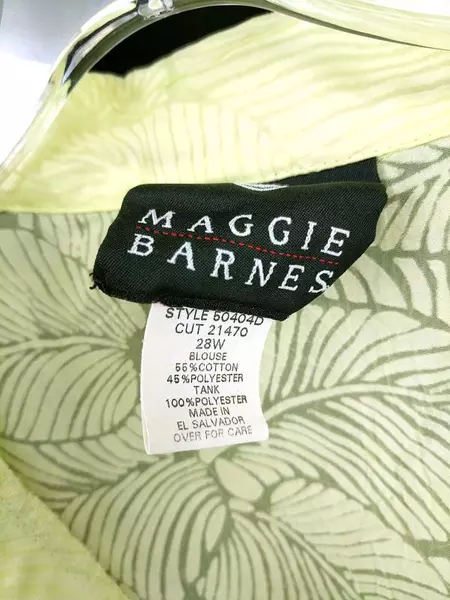 MAGGIE
BARNES
STYLE 50404D
CUT 21470
28W
BLOUSE
55%COTTON
45%POLYESTER
TANK
100%POLYESTER
MADE IN
EL SALVADOR
OVER FOR CARE